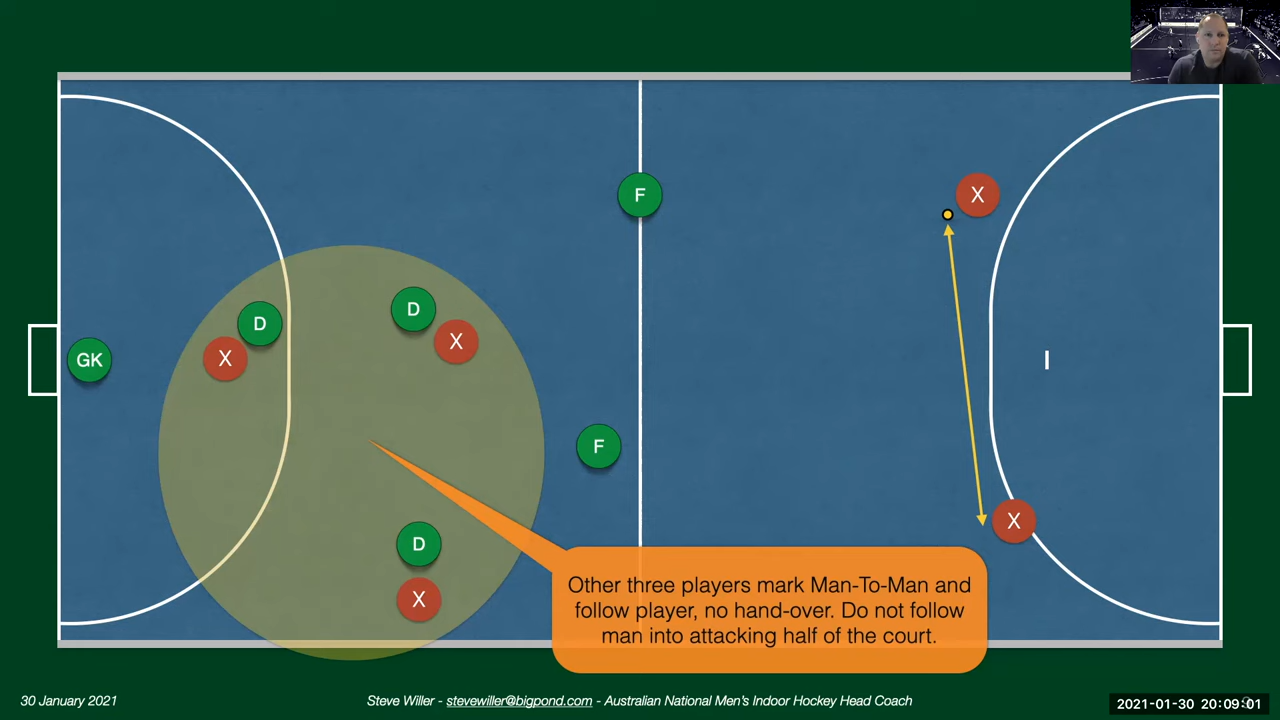 F
X
D
D
X
X
GK
F
X
D
X
Other three players mark Man-To-Man and
follow player, no hand-over. Do not follow
man into attacking half of the court.
30 January 2021
Steve Willer - stevewiller@bigpond.com - Australian National Men's Indoor Hockey Head Coach
2021-01-30 20:09:01